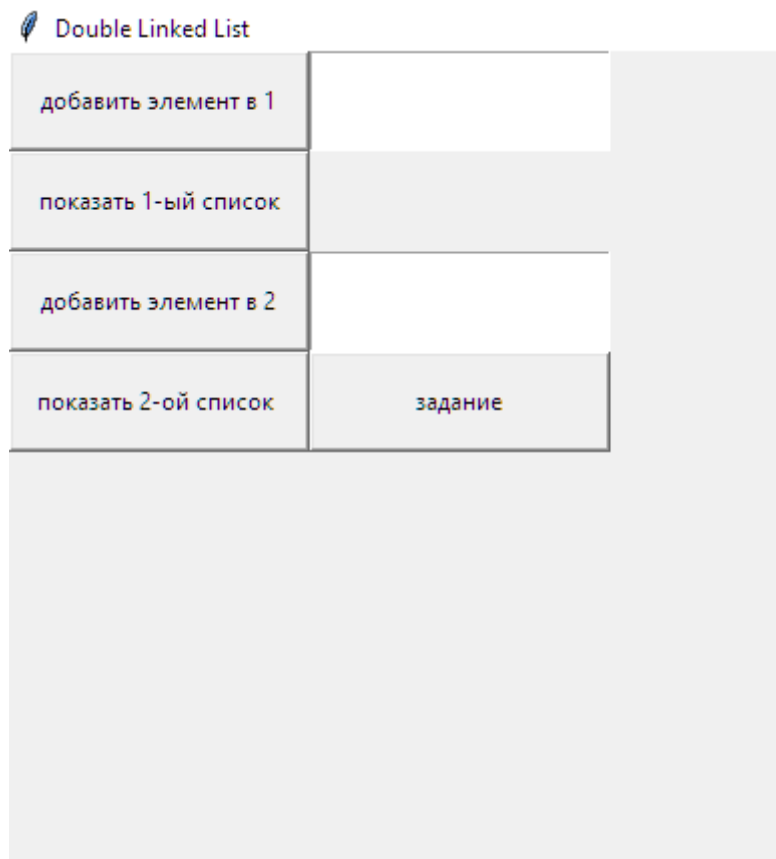 Double Linked List
добавить элемент в 1
показать 1-ый список
добавить элемент в 2
показать 2-ой список задание